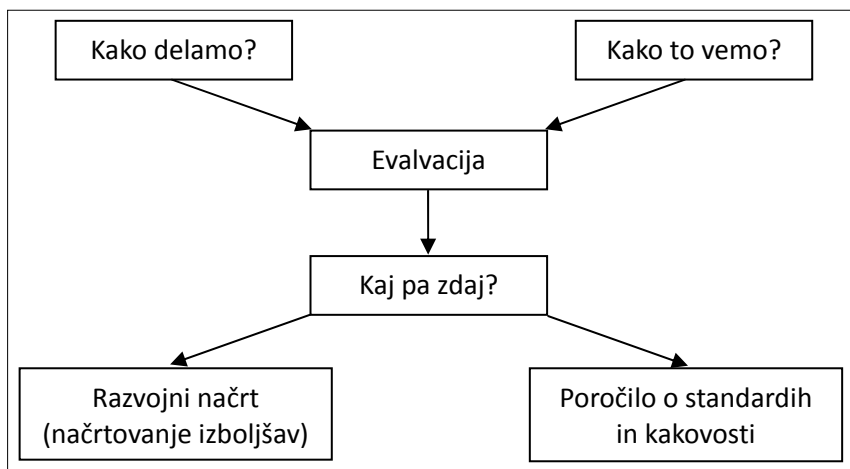 Kako delamo?
Kako to vemo?
Evalvacija
Kaj pa zdaj?
Razvojni načrt
(načrtovanje izboljšav)
Poročilo o standardih
in kakovosti